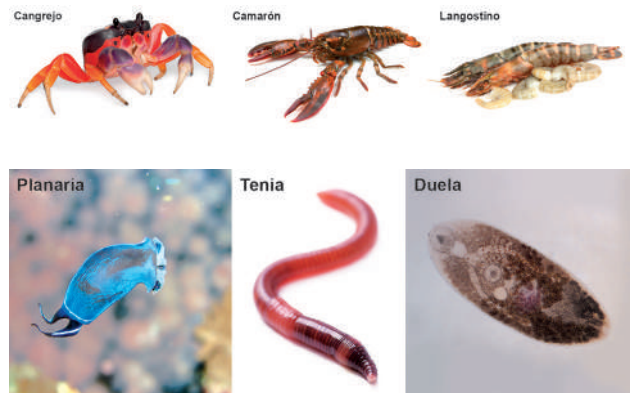 Cangrejo
Camarón
Langostino
Planaria
Tenia
Duela